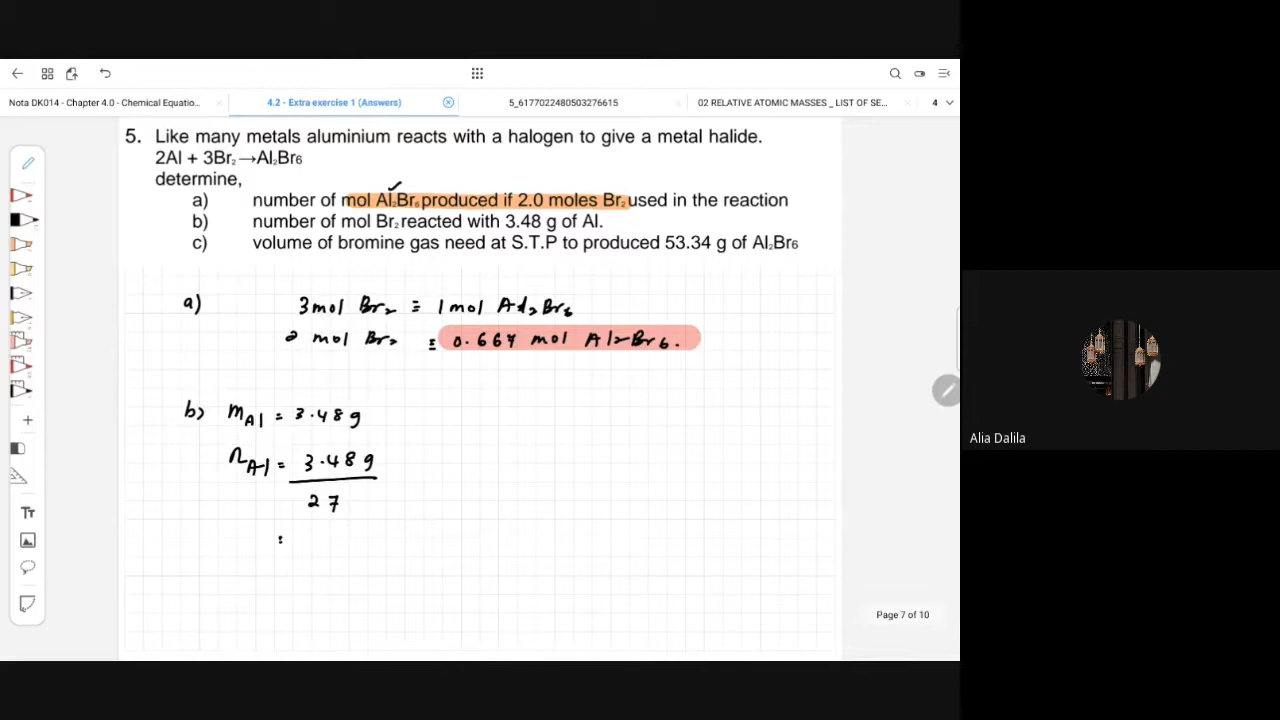 Nota DK014 - Chapter 4.0 - Chemical Equatio...
4.2 - Extra exercise 1 (Answers)
5_6177022480503276615
02 RELATIVE ATOMIC MASSES _ LIST OF SE...
4
5. Like many metals aluminium reacts with a halogen to give a metal halide.
2Al + 3Br₂ →Al₂Br₆
determine,
a) number of mol Al₂Br₆ produced if 2.0 moles Br₂ used in the reaction
b) number of mol Br₂ reacted with 3.48 g of Al.
c) volume of bromine gas need at S.T.P to produced 53.34 g of Al₂Br₆
a) 3 mol Br₂ ≡ 1 mol Al₂Br₆
2 mol Br₂ ≡ 0.667 mol Al₂Br₆.
b) mAl = 3.48 g
nAl = 3.48 g
27
=
Tт
Page 7 of 10
Alia Dalila